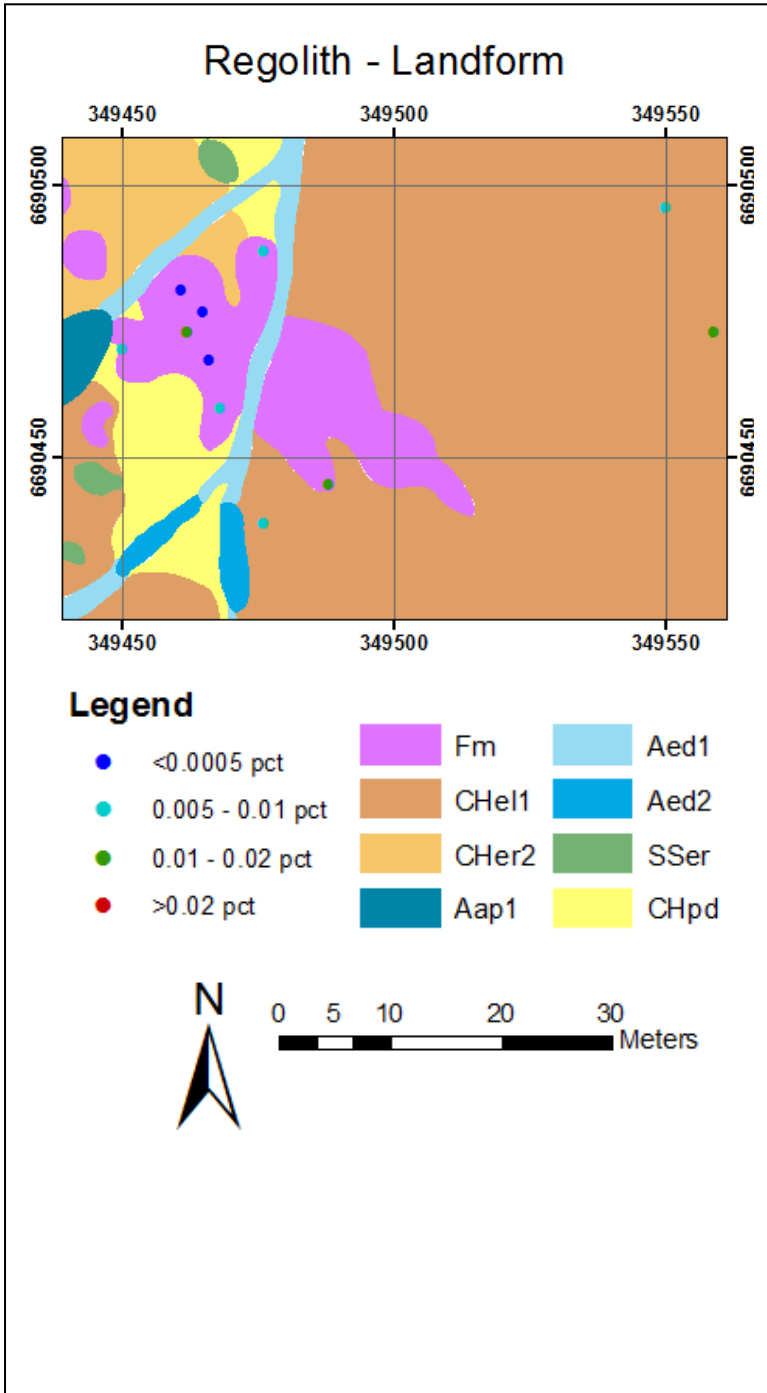 Regolith - Landform
349450 349500 349550
6690500 6690500
6690450 6690450
349450 349500 349550
Legend
<0.0005 pct
0.005 - 0.01 pct
0.01 - 0.02 pct
>0.02 pct
Fm
CHel1
CHer2
Aap1
Aed1
Aed2
SSer
CHpd
N
0 5 10 20 30
Meters